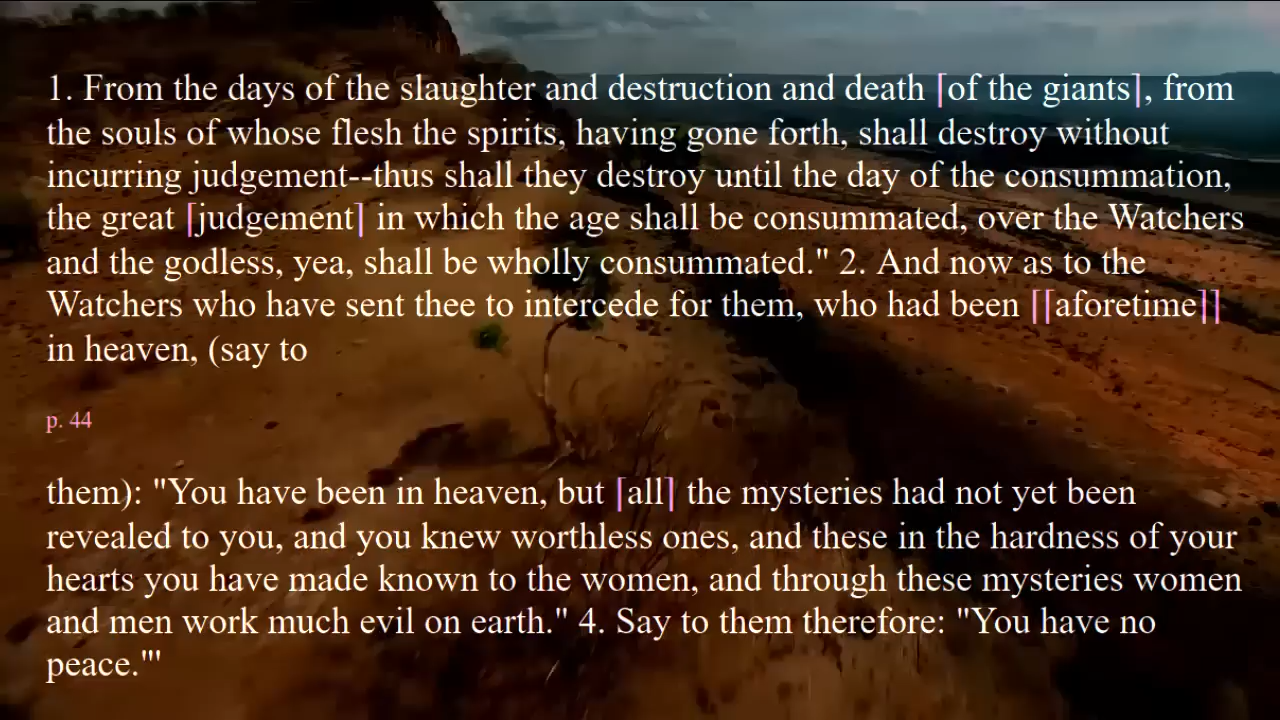 1. From the days of the slaughter and destruction and death ⌈of the giants⌉, from
the souls of whose flesh the spirits, having gone forth, shall destroy without
incurring judgement--thus shall they destroy until the day of the consummation,
the great ⌈judgement⌉ in which the age shall be consummated, over the Watchers
and the godless, yea, shall be wholly consummated." 2. And now as to the
Watchers who have sent thee to intercede for them, who had been ⌈⌈aforetime⌉⌉
in heaven, (say to
p. 44
them): "You have been in heaven, but ⌈all⌉ the mysteries had not yet been
revealed to you, and you knew worthless ones, and these in the hardness of your
hearts you have made known to the women, and through these mysteries women
and men work much evil on earth." 4. Say to them therefore: "You have no
peace."'